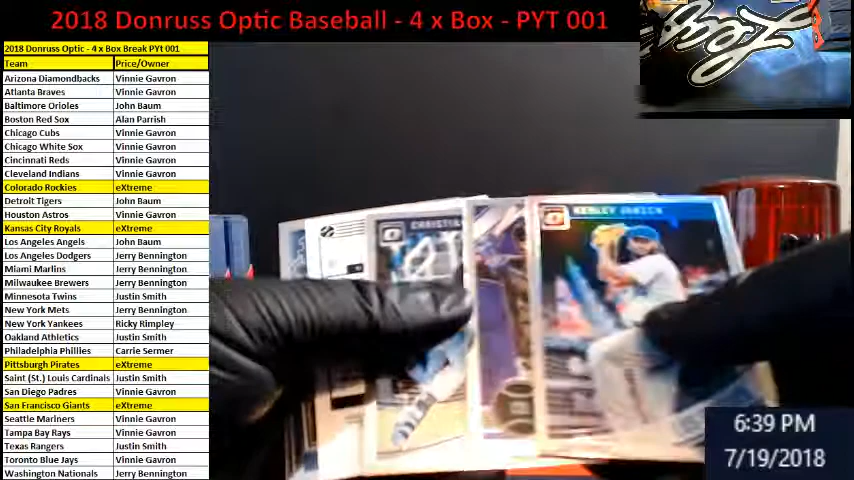 2018 Donruss Optic Baseball - 4 x Box - PYT 001
2018 Donruss Optic - 4 x Box Break PYt 001
Team Price/Owner
Arizona Diamondbacks Vinnie Gavron
Atlanta Braves Vinnie Gavron
Baltimore Orioles John Baum
Boston Red Sox Alan Parrish
Chicago Cubs Vinnie Gavron
Chicago White Sox Vinnie Gavron
Cincinnati Reds Vinnie Gavron
Cleveland Indians Vinnie Gavron
Colorado Rockies eXtreme
Detroit Tigers John Baum
Houston Astros Vinnie Gavron
Kansas City Royals eXtreme
Los Angeles Angels John Baum
Los Angeles Dodgers Jerry Bennington
Miami Marlins Jerry Bennington
Milwaukee Brewers Jerry Bennington
Minnesota Twins Justin Smith
New York Mets Jerry Bennington
New York Yankees Ricky Rimpley
Oakland Athletics Justin Smith
Philadelphia Phillies Carrie Sermer
Pittsburgh Pirates eXtreme
Saint (St.) Louis Cardinals Justin Smith
San Diego Padres Vinnie Gavron
San Francisco Giants eXtreme
Seattle Mariners Vinnie Gavron
Tampa Bay Rays Vinnie Gavron
Texas Rangers Justin Smith
Toronto Blue Jays Vinnie Gavron
Washington Nationals Jerry Bennington
CHRISTIA
KENLEY JANSEN
6:39 PM
7/19/2018